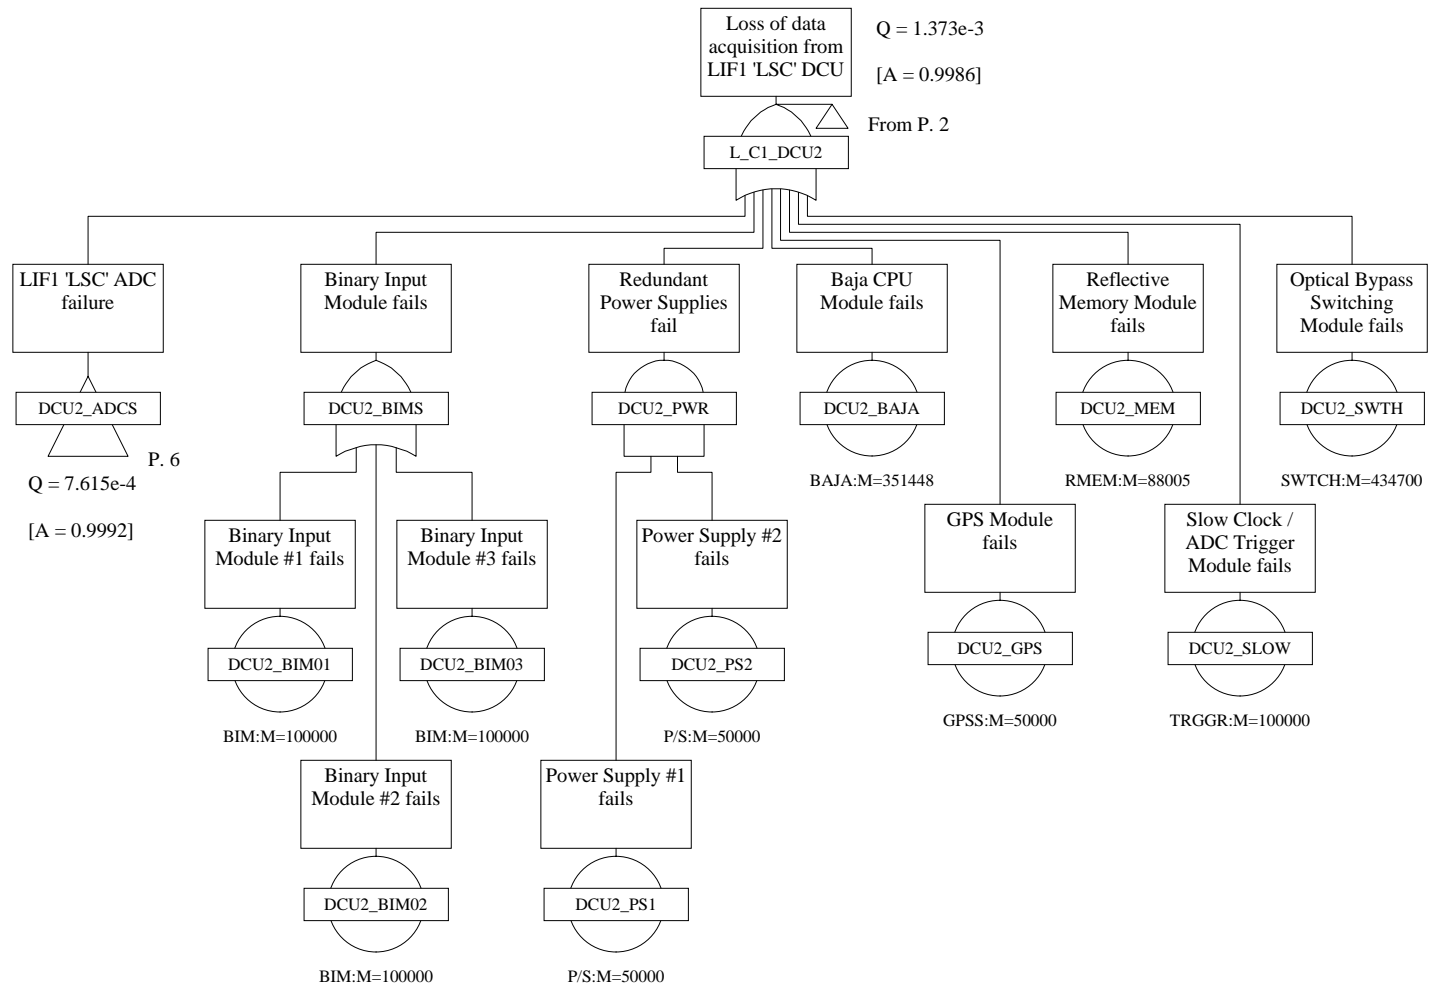 Loss of data
acquisition from
LIF1 'LSC' DCU
Q = 1.373e-3
[A = 0.9986]
From P. 2
L_C1_DCU2
LIF1 'LSC' ADC
failure
DCU2_ADCS
P. 6
Q = 7.615e-4
[A = 0.9992]
Binary Input
Module fails
DCU2_BIMS
Redundant
Power Supplies
fail
DCU2_PWR
Baja CPU
Module fails
DCU2_BAJA
BAJA:M=351448
Reflective
Memory Module
fails
DCU2_MEM
RMEM:M=88005
Optical Bypass
Switching
Module fails
DCU2_SWTH
SWTCH:M=434700
Binary Input
Module #1 fails
DCU2_BIM01
BIM:M=100000
Binary Input
Module #3 fails
DCU2_BIM03
BIM:M=100000
Power Supply #2
fails
DCU2_PS2
P/S:M=50000
GPS Module
fails
DCU2_GPS
GPSS:M=50000
Slow Clock /
ADC Trigger
Module fails
DCU2_SLOW
TRGGR:M=100000
Binary Input
Module #2 fails
DCU2_BIM02
BIM:M=100000
Power Supply #1
fails
DCU2_PS1
P/S:M=50000